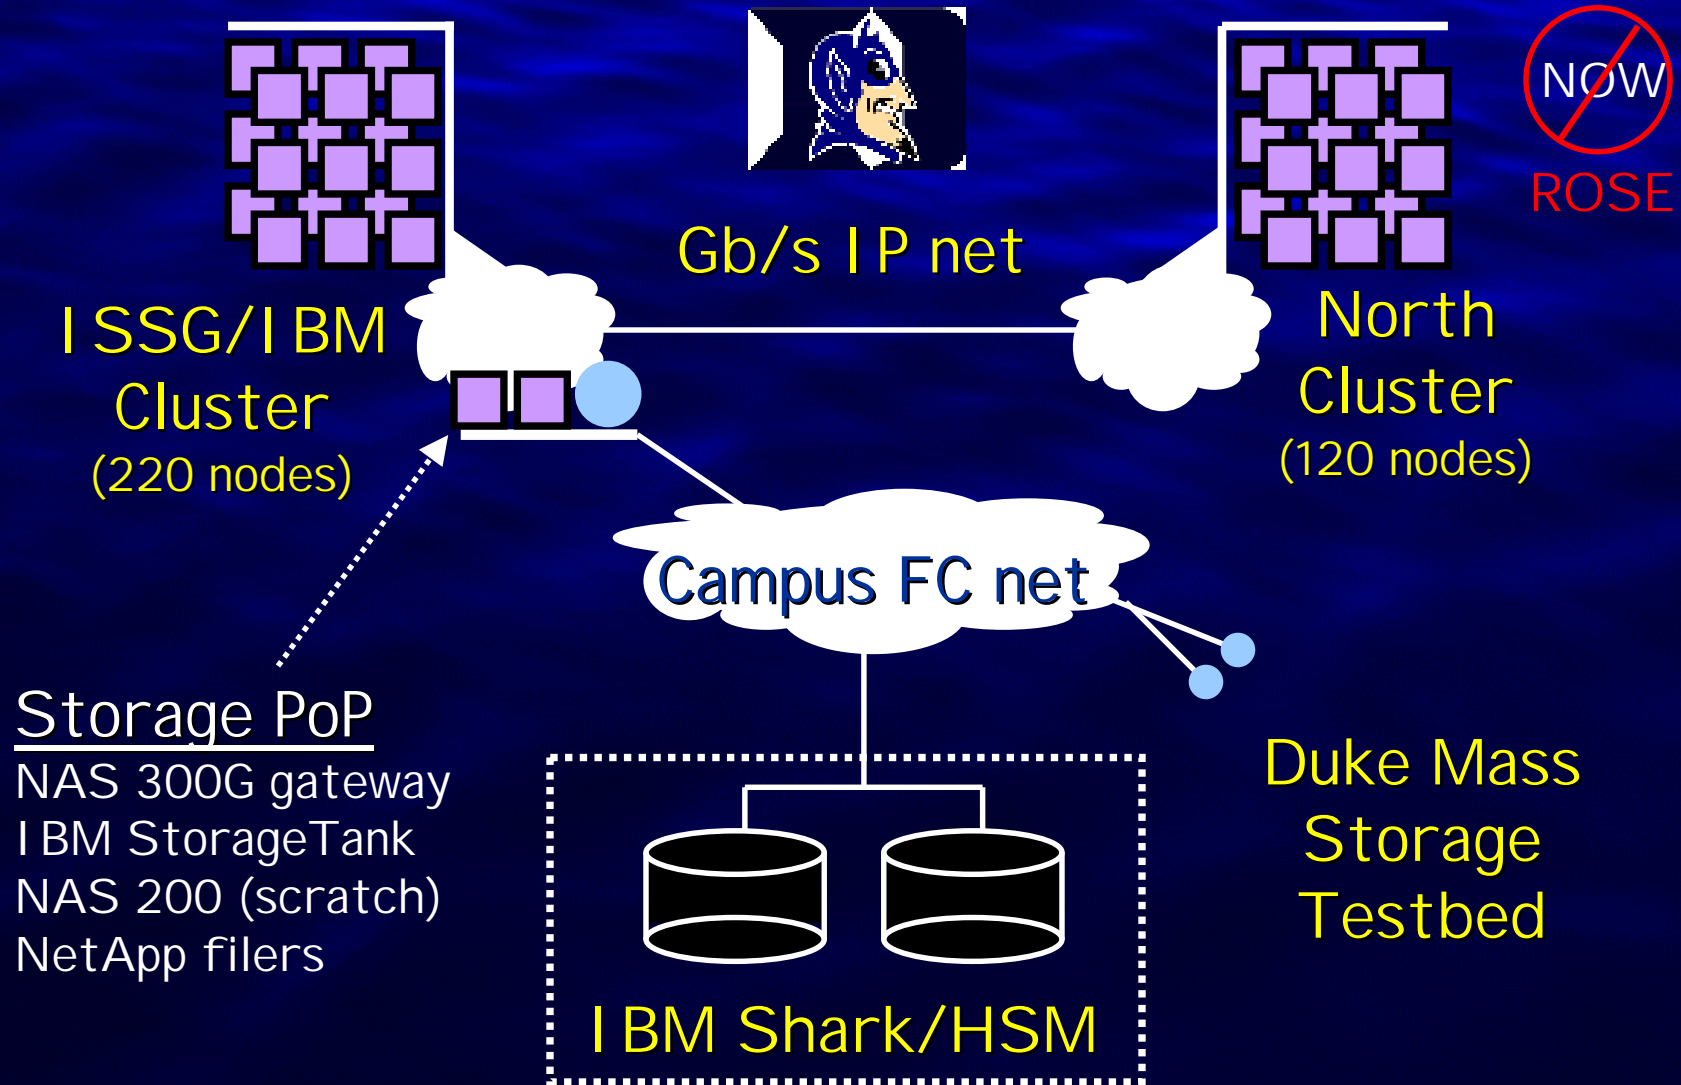 NOW
ROSE
Gb/s IP net
ISSG/IBM
Cluster
(220 nodes)
North
Cluster
(120 nodes)
Campus FC net
Storage PoP
NAS 300G gateway
IBM StorageTank
NAS 200 (scratch)
NetApp filers
Duke Mass
Storage
Testbed
IBM Shark/HSM